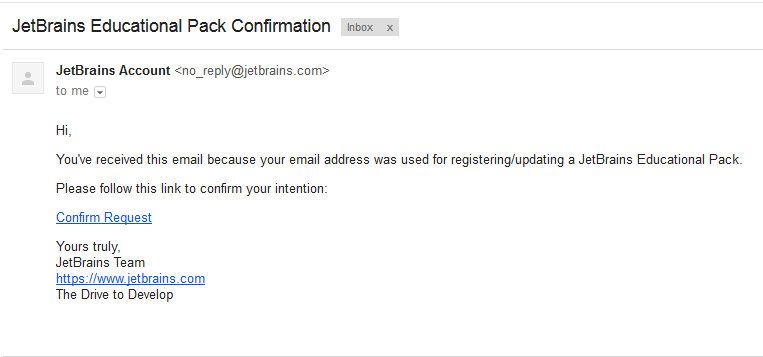 JetBrains Educational Pack Confirmation Inbox x
JetBrains Account <no_reply@jetbrains.com>
to me
Hi,
You've received this email because your email address was used for registering/updating a JetBrains Educational Pack.
Please follow this link to confirm your intention:
Confirm Request
Yours truly,
JetBrains Team
https://www.jetbrains.com
The Drive to Develop